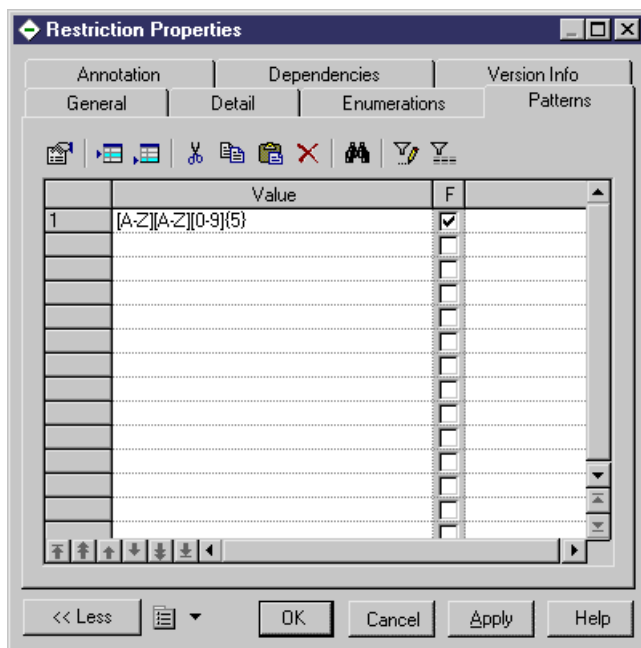 Restriction Properties
Annotation Dependencies Version Info
General Detail Enumerations Patterns
Value F
1 [A-Z][A-Z][0-9]{5}
<< Less OK Cancel Apply Help